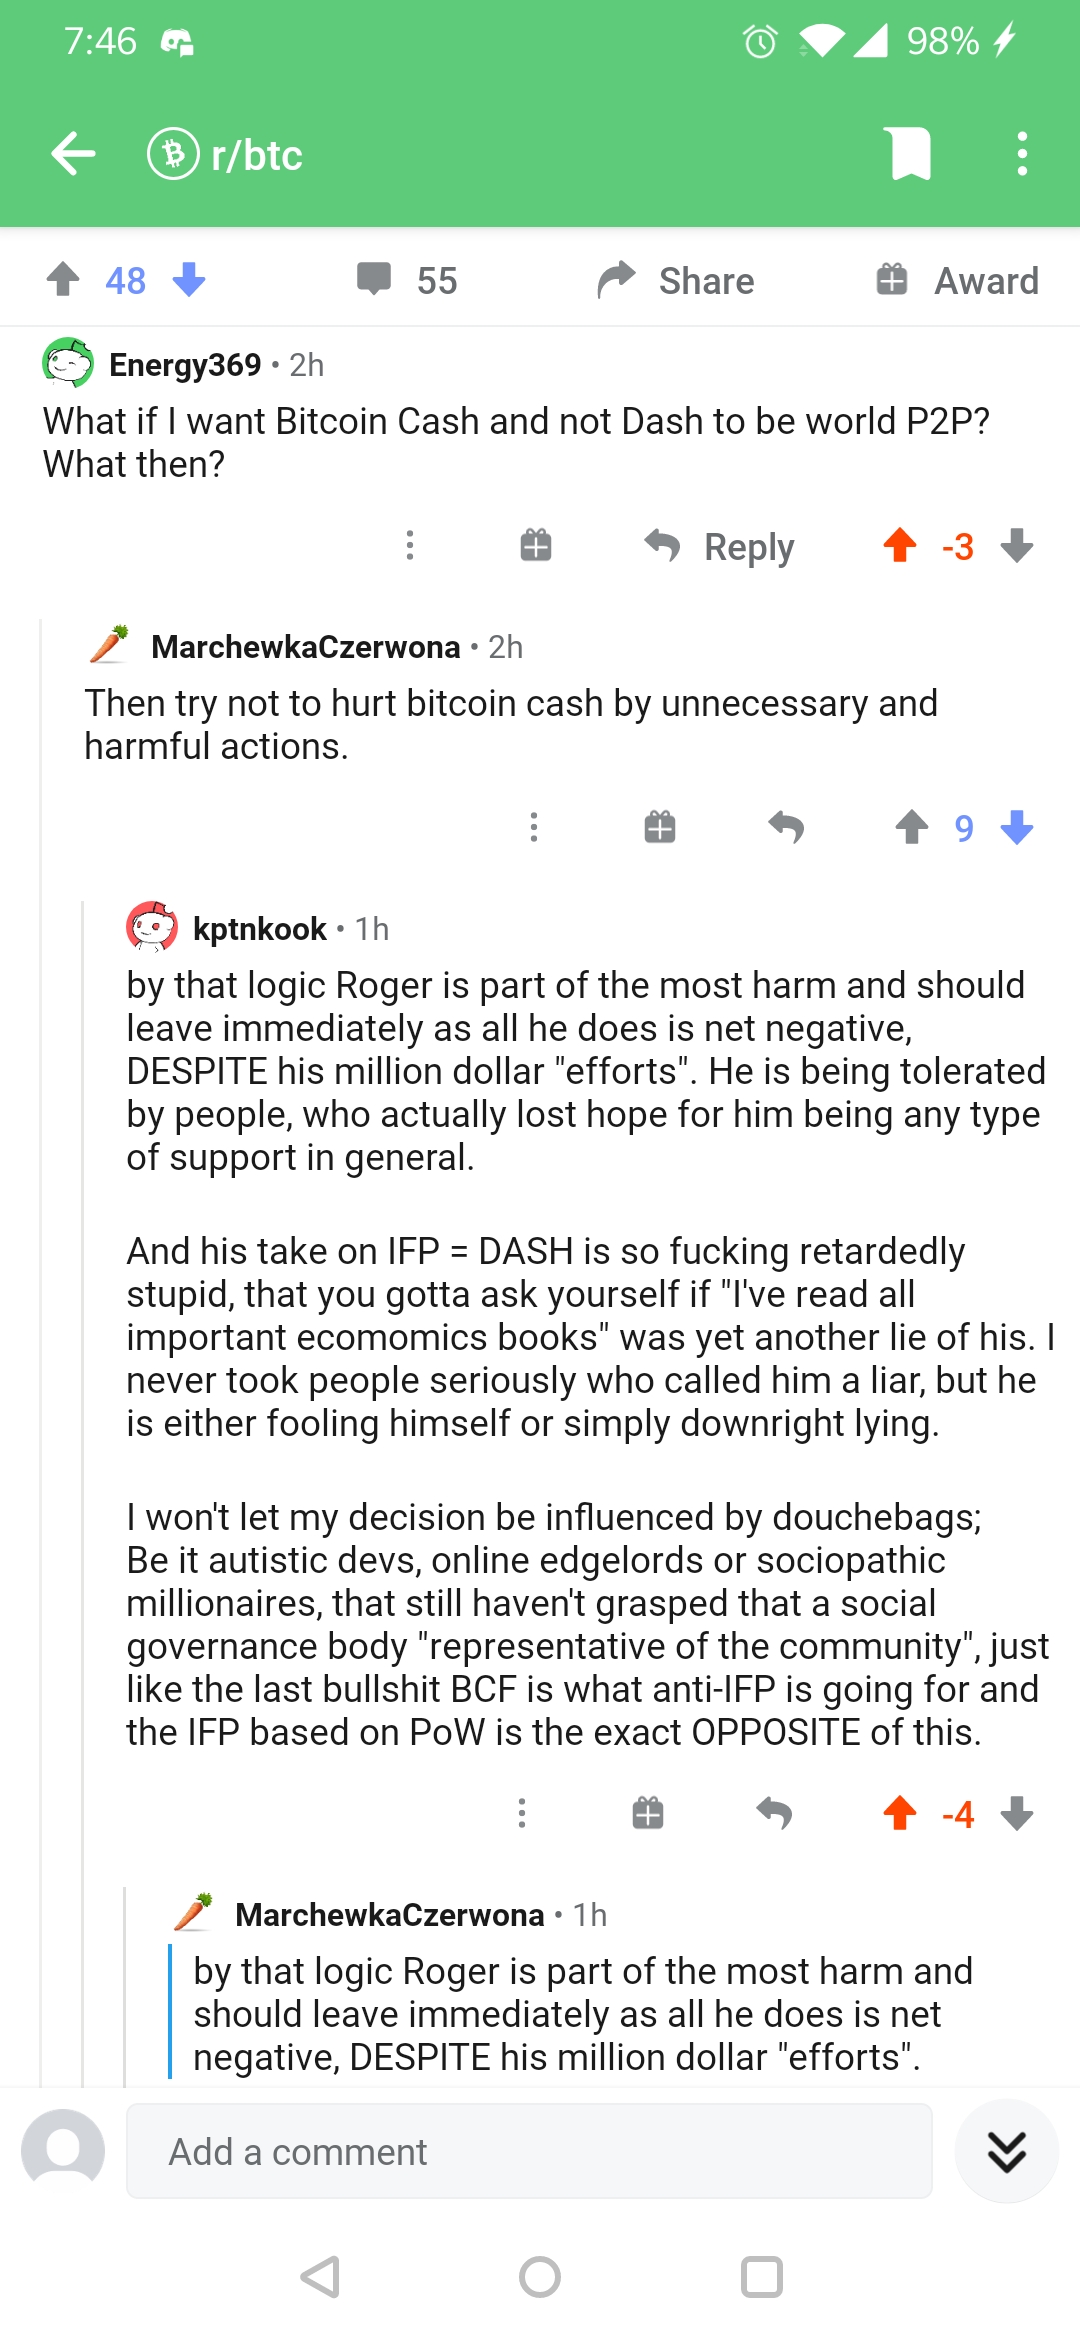 7:46
98%
r/btc
48
55
Share
Award
Energy369 • 2h
What if I want Bitcoin Cash and not Dash to be world P2P?
What then?
Reply
-3
MarchewkaCzerwona • 2h
Then try not to hurt bitcoin cash by unnecessary and
harmful actions.
9
kptnkook • 1h
by that logic Roger is part of the most harm and should
leave immediately as all he does is net negative,
DESPITE his million dollar "efforts". He is being tolerated
by people, who actually lost hope for him being any type
of support in general.
And his take on IFP = DASH is so fucking retardedly
stupid, that you gotta ask yourself if "I've read all
important ecomomics books" was yet another lie of his. I
never took people seriously who called him a liar, but he
is either fooling himself or simply downright lying.
I won't let my decision be influenced by douchebags;
Be it autistic devs, online edgelords or sociopathic
millionaires, that still haven't grasped that a social
governance body "representative of the community", just
like the last bullshit BCF is what anti-IFP is going for and
the IFP based on PoW is the exact OPPOSITE of this.
-4
MarchewkaCzerwona • 1h
by that logic Roger is part of the most harm and
should leave immediately as all he does is net
negative, DESPITE his million dollar "efforts".
Add a comment